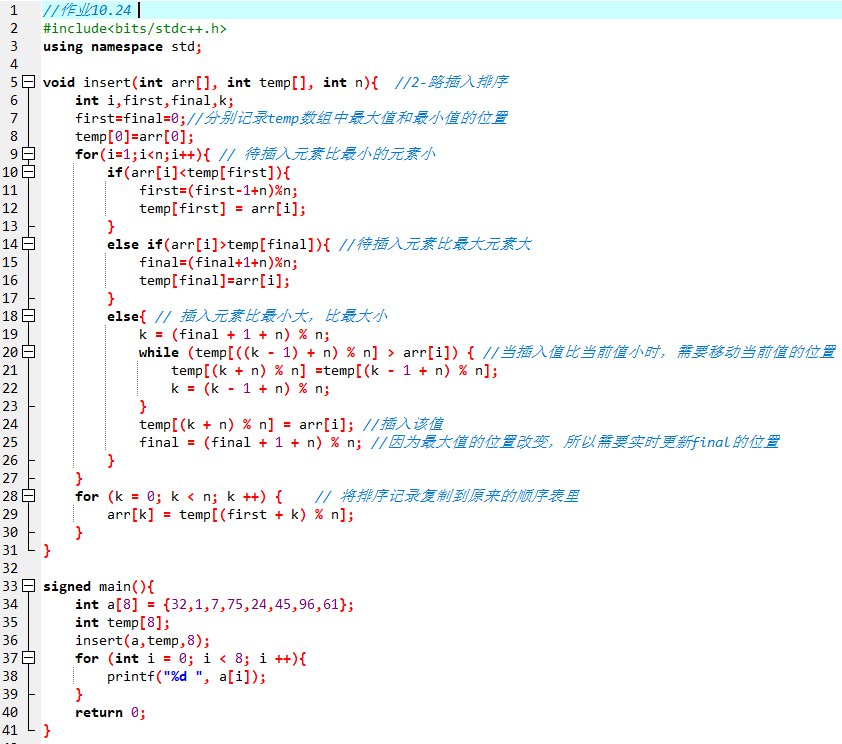 1 //作业10.24
2 #include<bits/stdc++.h>
3 using namespace std;
4
5 void insert(int arr[], int temp[], int n){  //2-路插入排序
6     int i,first,final,k;
7     first=final=0;//分别记录temp数组中最大值和最小值的位置
8     temp[0]=arr[0];
9     for(i=1;i<n;i++){ // 待插入元素比最小的元素小
10         if(arr[i]<temp[first]){
11             first=(first-1+n)%n;
12             temp[first] = arr[i];
13         }
14         else if(arr[i]>temp[final]){ //待插入元素比最大元素大
15             final=(final+1+n)%n;
16             temp[final]=arr[i];
17         }
18         else{ // 插入元素比最小大，比最大小
19             k = (final + 1 + n) % n;
20             while (temp[((k - 1) + n) % n] > arr[i]) { //当插入值比当前值小时，需要移动当前值的位置
21                 temp[(k + n) % n] =temp[(k - 1 + n) % n];
22                 k = (k - 1 + n) % n;
23             }
24             temp[(k + n) % n] = arr[i]; //插入该值
25             final = (final + 1 + n) % n; //因为最大值的位置改变，所以需要实时更新final的位置
26         }
27     }
28     for (k = 0; k < n; k ++) {    // 将排序记录复制到原来的顺序表里
29         arr[k] = temp[(first + k) % n];
30     }
31 }
32
33 signed main(){
34     int a[8] = {32,1,7,75,24,45,96,61};
35     int temp[8];
36     insert(a,temp,8);
37     for (int i = 0; i < 8; i ++){
38         printf("%d ", a[i]);
39     }
40     return 0;
41 }